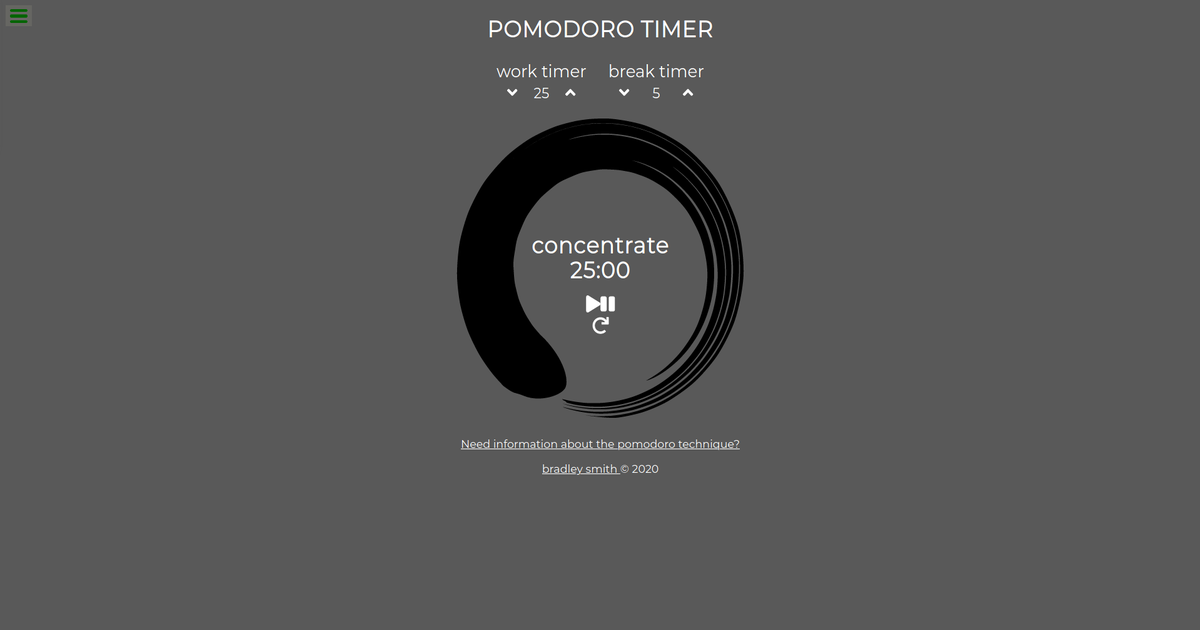 POMODORO TIMER
work timer break timer
25 5
concentrate
25:00
Need information about the pomodoro technique?
bradley smith © 2020